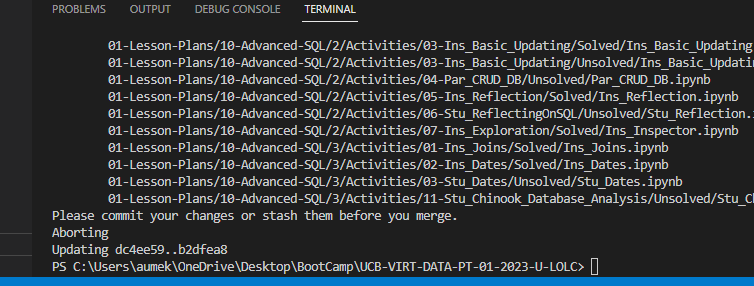 PROBLEMS OUTPUT DEBUG CONSOLE TERMINAL
01-Lesson-Plans/10-Advanced-SQL/2/Activities/03-Ins_Basic_Updating/Solved/Ins_Basic_Updating
01-Lesson-Plans/10-Advanced-SQL/2/Activities/03-Ins_Basic_Updating/Unsolved/Ins_Basic_Updati
01-Lesson-Plans/10-Advanced-SQL/2/Activities/04-Par_CRUD_DB/Unsolved/Par_CRUD_DB.ipynb
01-Lesson-Plans/10-Advanced-SQL/2/Activities/05-Ins_Reflection/Solved/Ins_Reflection.ipynb
01-Lesson-Plans/10-Advanced-SQL/2/Activities/06-Stu_ReflectingOnSQL/Unsolved/Stu_Reflection.i
01-Lesson-Plans/10-Advanced-SQL/2/Activities/07-Ins_Exploration/Solved/Ins_Inspector.ipynb
01-Lesson-Plans/10-Advanced-SQL/3/Activities/01-Ins_Joins/Solved/Ins_Joins.ipynb
01-Lesson-Plans/10-Advanced-SQL/3/Activities/02-Ins_Dates/Solved/Ins_Dates.ipynb
01-Lesson-Plans/10-Advanced-SQL/3/Activities/03-Stu_Dates/Unsolved/Stu_Dates.ipynb
01-Lesson-Plans/10-Advanced-SQL/3/Activities/11-Stu_Chinook_Database_Analysis/Unsolved/Stu_Ch
Please commit your changes or stash them before you merge.
Aborting
Updating dc4ee59..b2dfea8
PS C:\Users\aumek\OneDrive\Desktop\BootCamp\UCB-VIRT-DATA-PT-01-2023-U-LOLC>